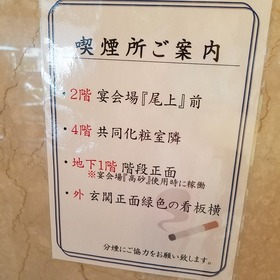 喫煙所ご案内
・2階 宴会場『尾上』前
・4階 共同化粧室隣
・地下1階 階段正面
※宴会場『高砂』使用時に稼働
・外 玄関正面緑色の看板横
分煙にご協力をお願い致します。